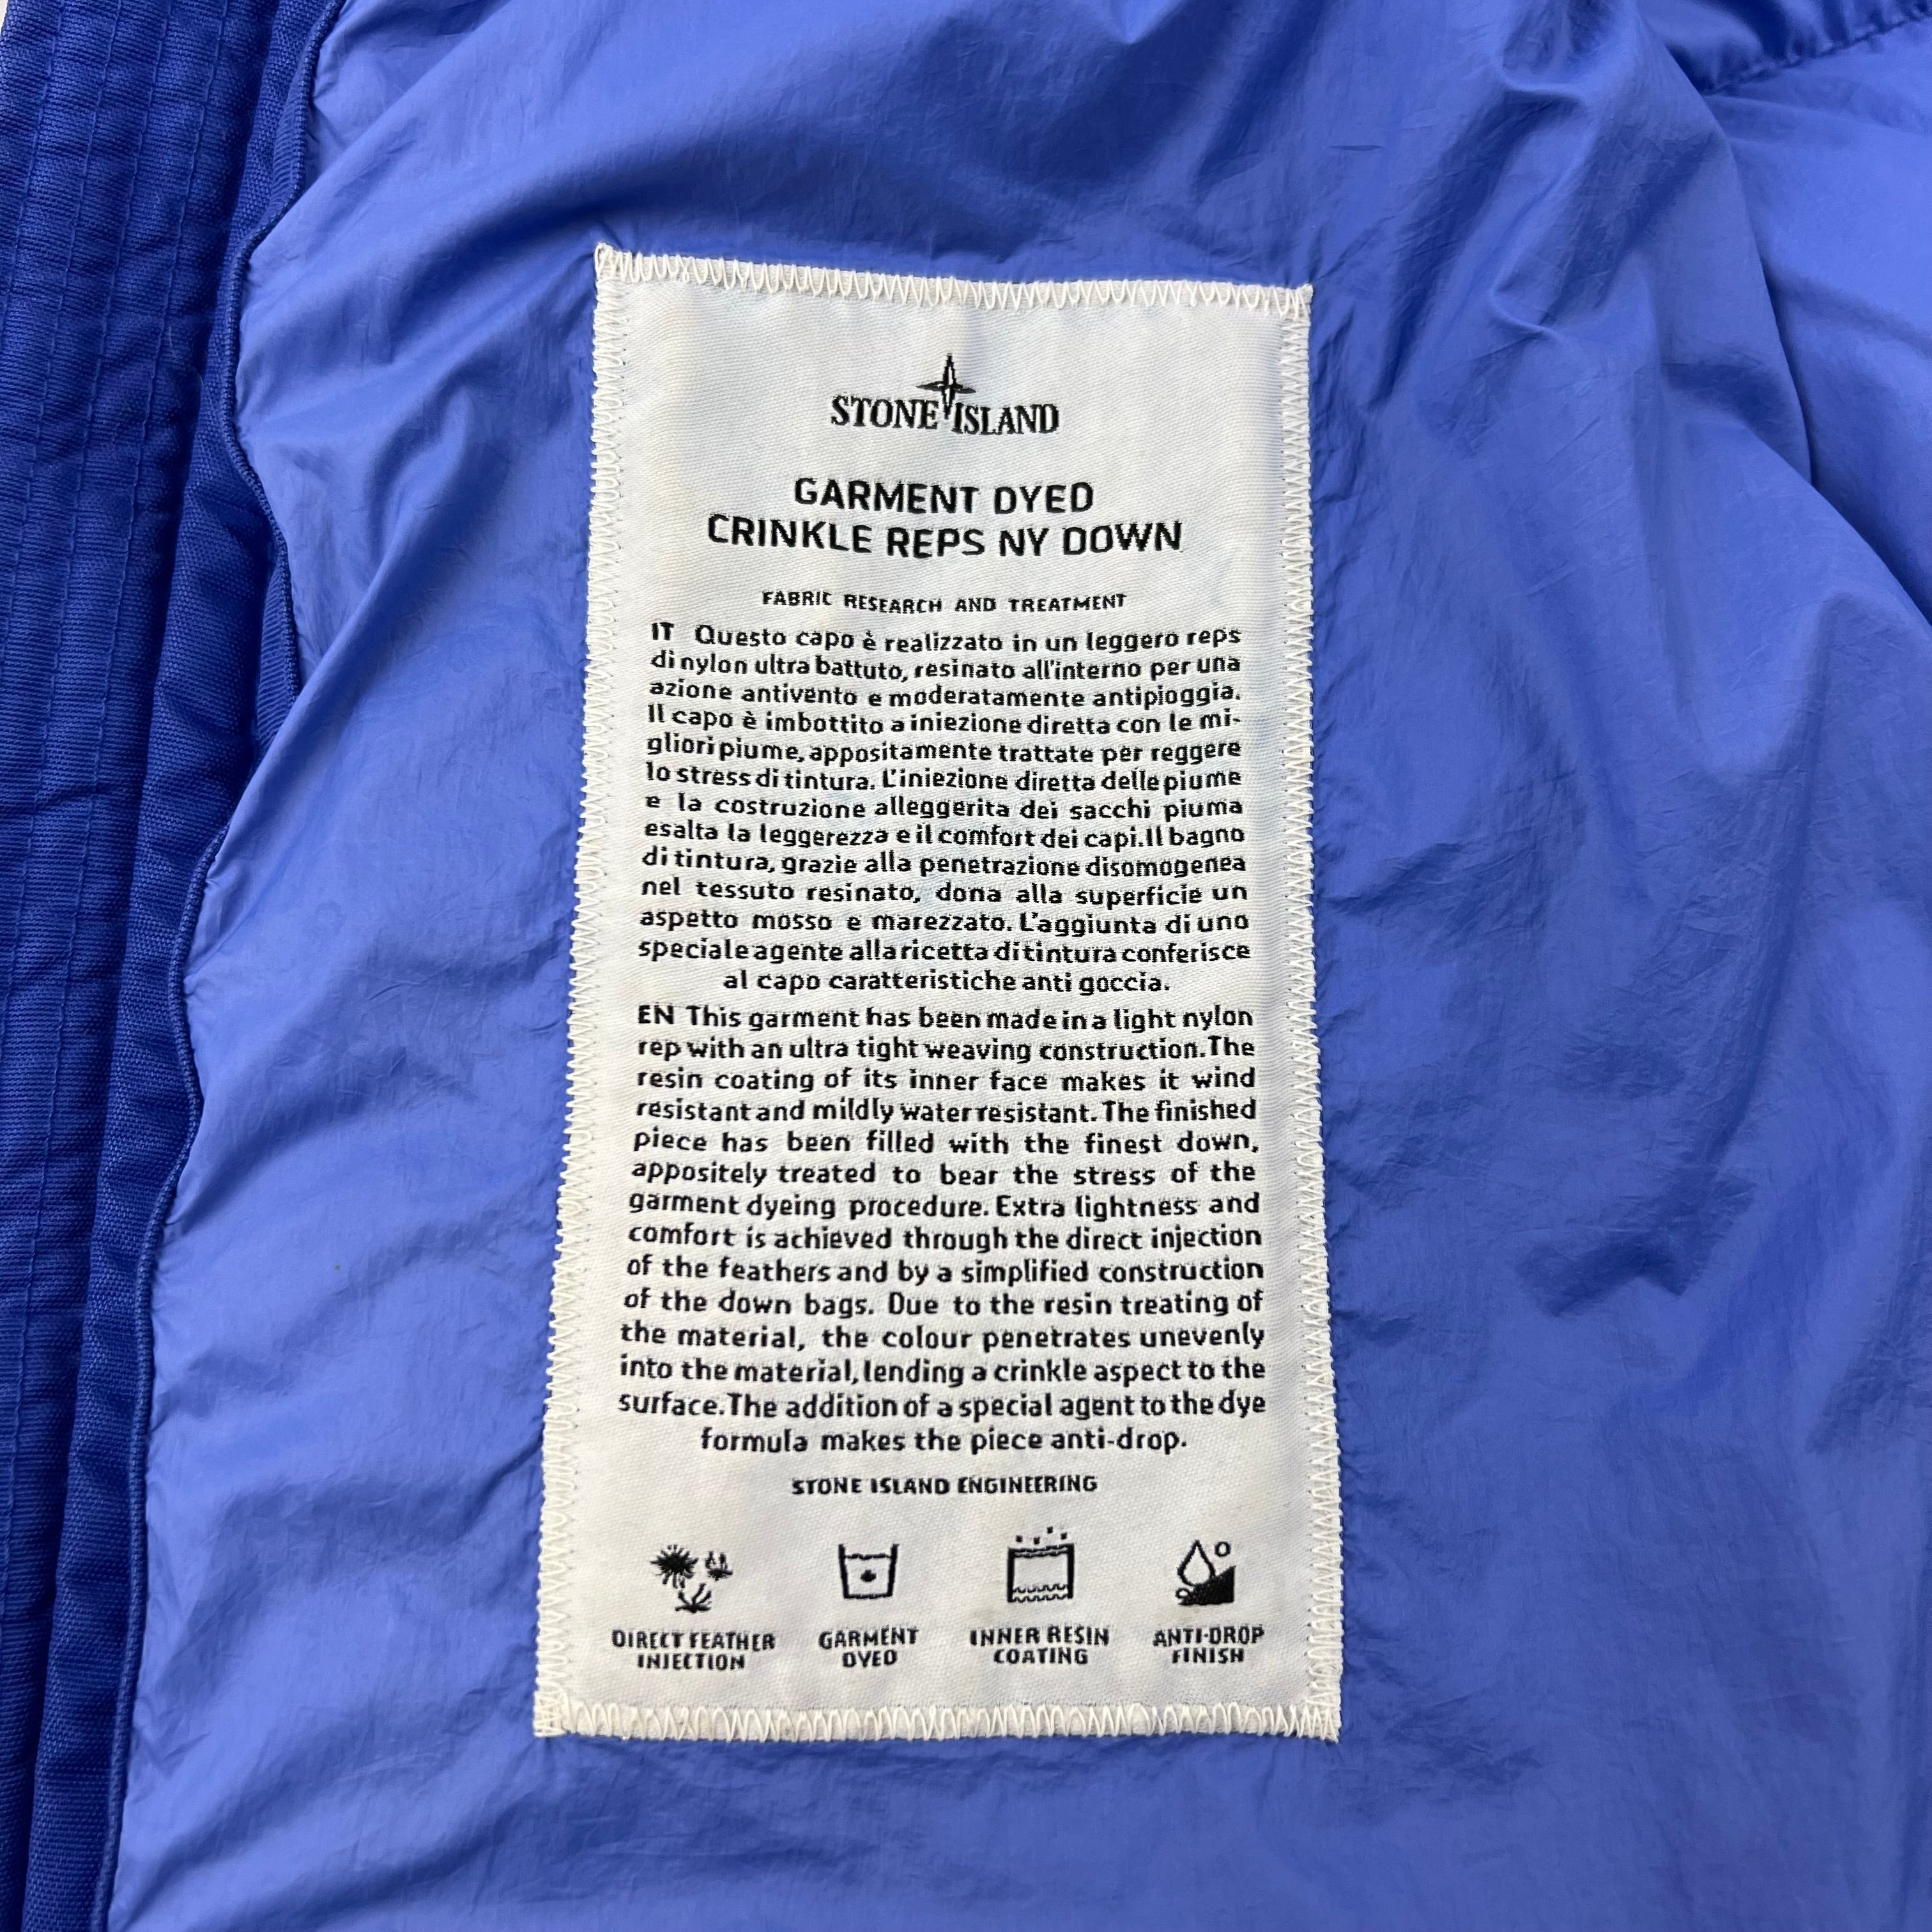 STONE ISLAND
GARMENT DYED
CRINKLE REPS NY DOWN
FABRIC RESEARCH AND TREATMENT
IT Questo capo è realizzato in un leggero reps
di nylon ultra battuto, resinato all'interno per una
azione antivento e moderatamente antipioggia.
Il capo è imbottito a iniezione diretta con le mi-
gliori piume, appositamente trattate per reggere
lo stress di tintura. L'iniezione diretta delle piume
e la costruzione alleggerita dei sacchi piuma
esalta la leggerezza e il comfort dei capi. Il bagno
di tintura, grazie alla penetrazione disomogenea
nel tessuto resinato, dona alla superficie un
aspetto mosso e marezzato. L'aggiunta di uno
speciale agente alla ricetta di tintura conferisce
al capo caratteristiche anti goccia.
EN This garment has been made in a light nylon
rep with an ultra tight weaving construction. The
resin coating of its inner face makes it wind
resistant and mildly water resistant. The finished
piece has been filled with the finest down,
appositely treated to bear the stress of the
garment dyeing procedure. Extra lightness and
comfort is achieved through the direct injection
of the feathers and by a simplified construction
of the down bags. Due to the resin treating of
the material, the colour penetrates unevenly
into the material, lending a crinkle aspect to the
surface. The addition of a special agent to the dye
formula makes the piece anti-drop.
STONE ISLAND ENGINEERING
DIRECT FEATHER
INJECTION
GARMENT
DYED
INNER RESIN
COATING
ANTI-DROP
FINISH